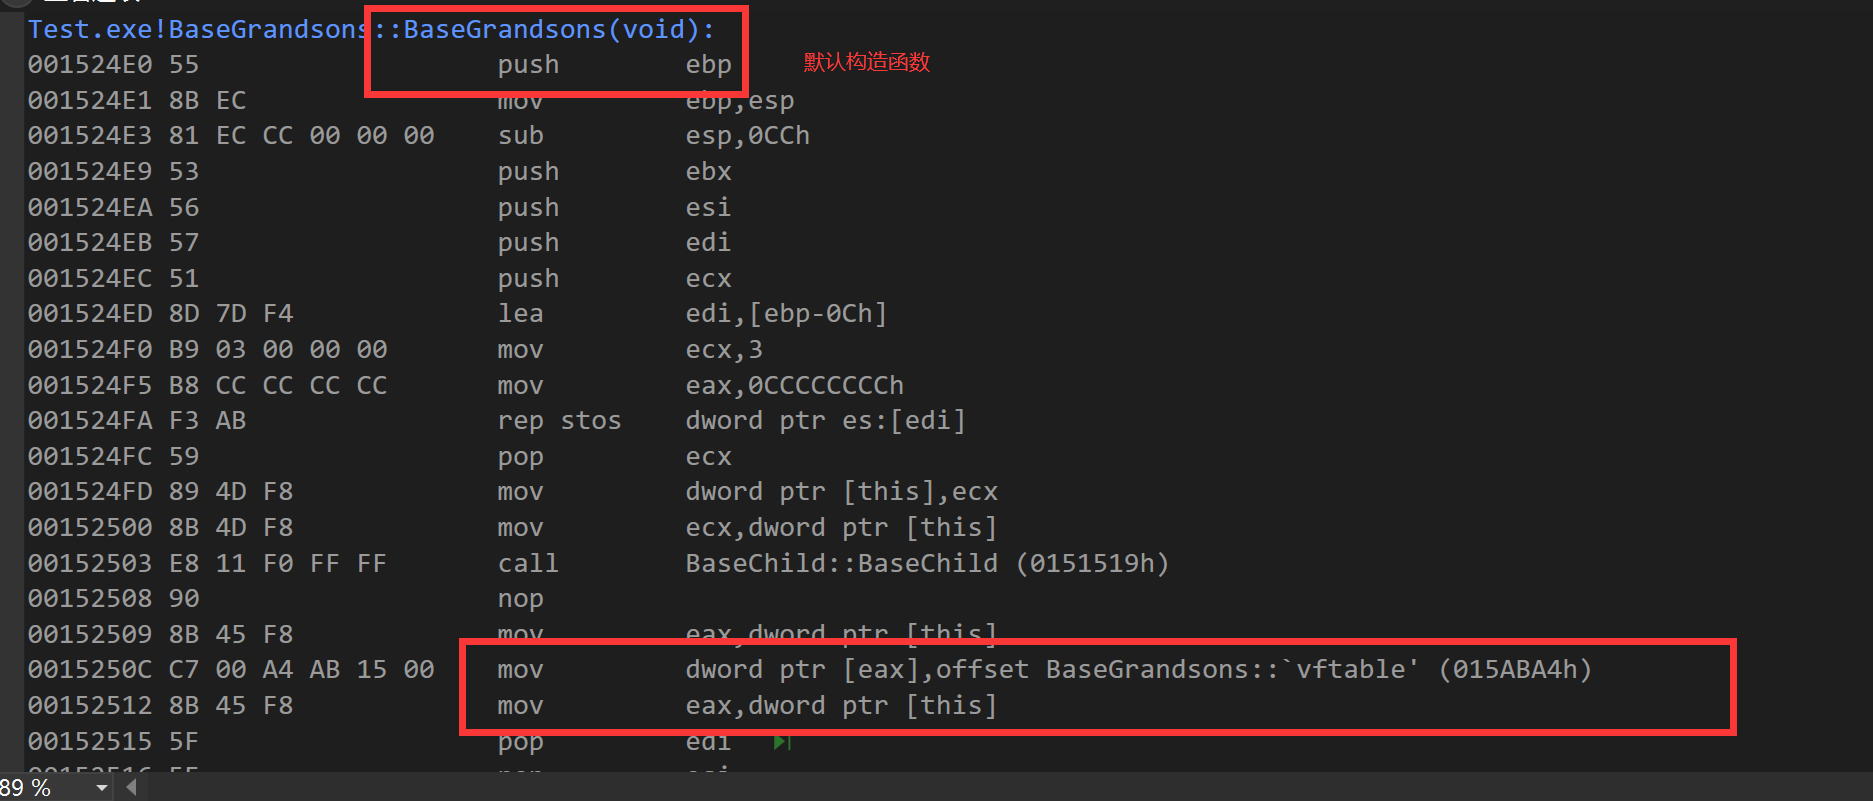 Test.exe!BaseGrandsons::BaseGrandsons(void):
001524E0 55 push ebp 默认构造函数
001524E1 8B EC mov ebp,esp
001524E3 81 EC CC 00 00 00 sub esp,0CCh
001524E9 53 push ebx
001524EA 56 push esi
001524EB 57 push edi
001524EC 51 push ecx
001524ED 8D 7D F4 lea edi,[ebp-0Ch]
001524F0 B9 03 00 00 00 mov ecx,3
001524F5 B8 CC CC CC CC mov eax,0CCCCCCCCh
001524FA F3 AB rep stos dword ptr es:[edi]
001524FC 59 pop ecx
001524FD 89 4D F8 mov dword ptr [this],ecx
00152500 8B 4D F8 mov ecx,dword ptr [this]
00152503 E8 11 F0 FF FF call BaseChild::BaseChild (0151519h)
00152508 90 nop
00152509 8B 45 F8 mov eax,dword ptr [this]
0015250C C7 00 A4 AB 15 00 mov dword ptr [eax],offset BaseGrandsons::`vftable' (015ABA4h)
00152512 8B 45 F8 mov eax,dword ptr [this]
00152515 5F pop edi
89 %